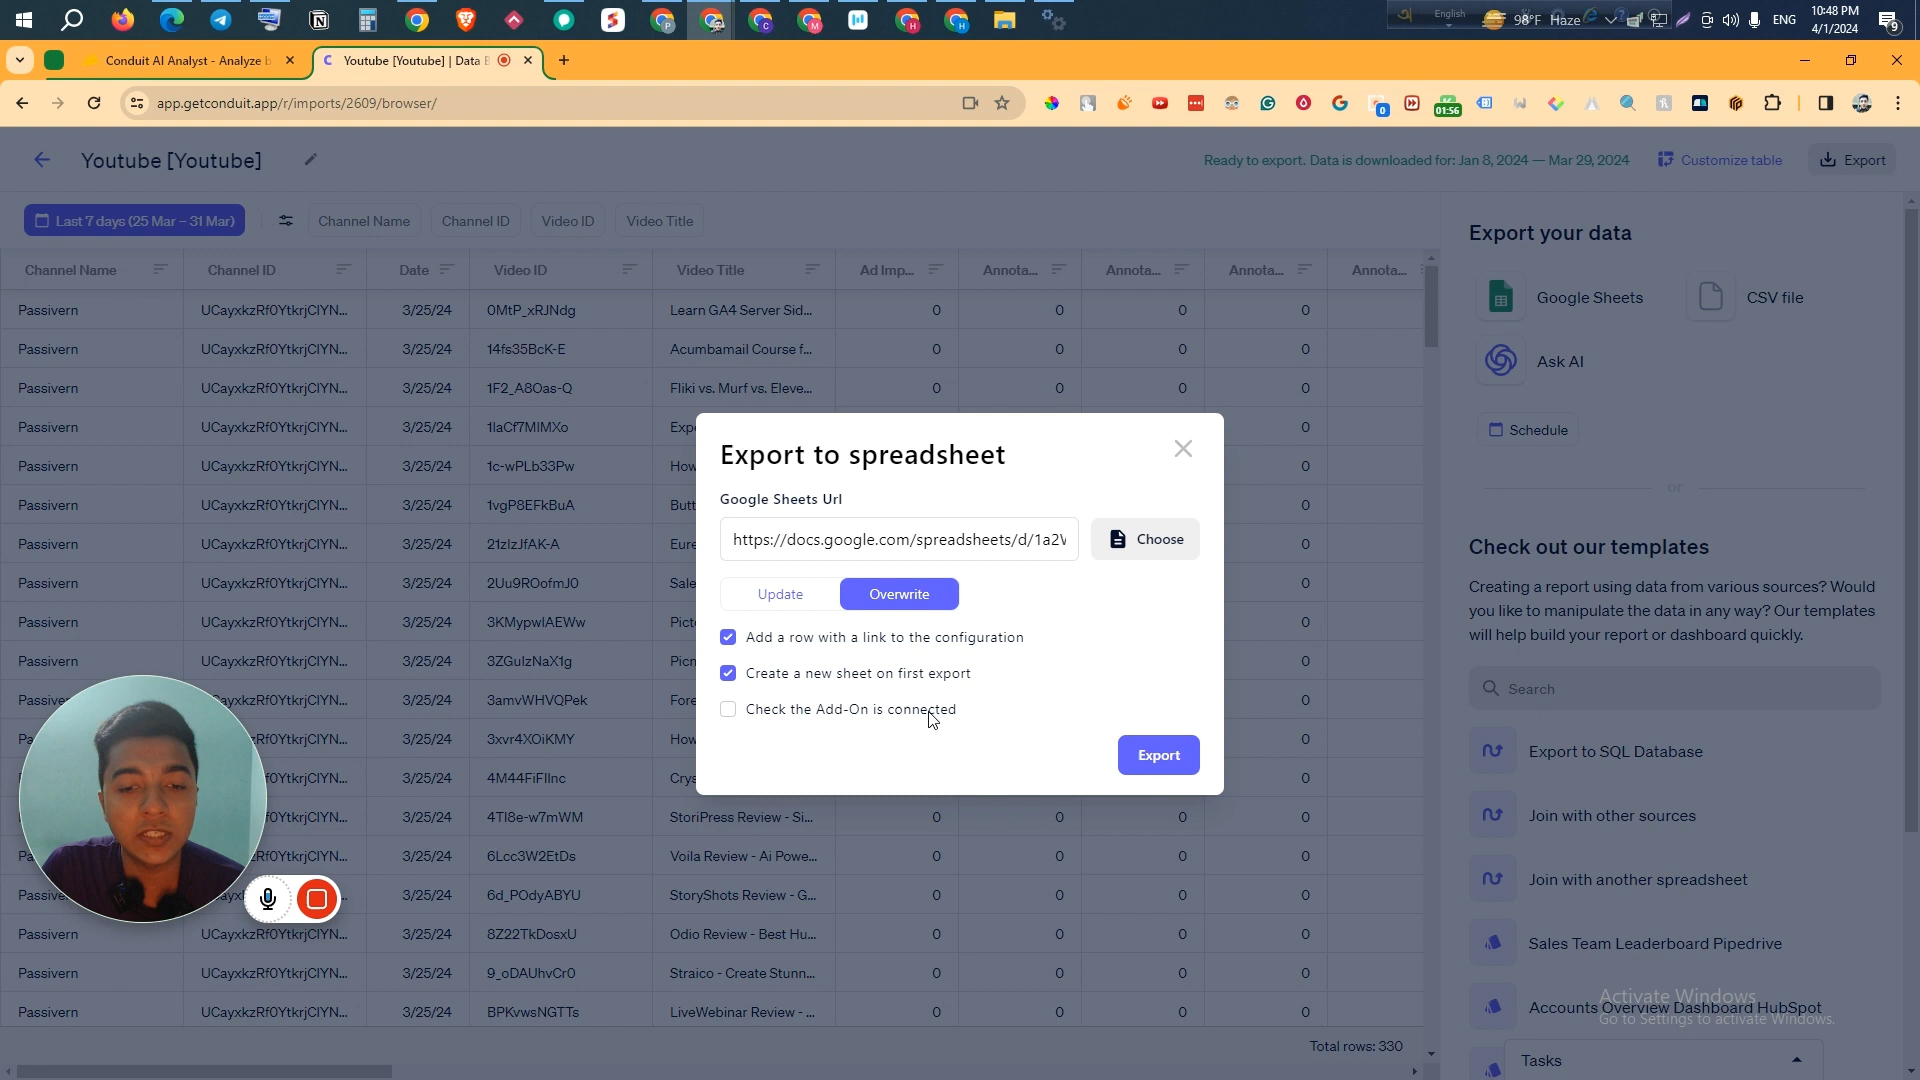 English
98°F Haze
ENG
10:48 PM
4/1/2024
9
Conduit AI Analyst - Analyze b
Youtube [Youtube] | Data E
app.getconduit.app/r/imports/2609/browser/
0
01:56
Youtube [Youtube]
Ready to export. Data is downloaded for: Jan 8, 2024 — Mar 29, 2024
Customize table
Export
Last 7 days (25 Mar – 31 Mar)
Channel Name
Channel ID
Video ID
Video Title
Channel Name Channel ID Date Video ID Video Title Ad Imp... Annota... Annota... Annota... Annota...
Passivern UCayxkzRf0YtkrjClYN... 3/25/24 0MtP_xRJNdg Learn GA4 Server Sid... 0 0 0 0
Passivern UCayxkzRf0YtkrjClYN... 3/25/24 14fs35BcK-E Acumbamail Course f... 0 0 0 0
Passivern UCayxkzRf0YtkrjClYN... 3/25/24 1F2_A8Oas-Q Fliki vs. Murf vs. Eleve... 0 0 0 0
Passivern UCayxkzRf0YtkrjClYN... 3/25/24 1IaCf7MIMXo Exp 0
Passivern UCayxkzRf0YtkrjClYN... 3/25/24 1c-wPLb33Pw How 0
Passivern UCayxkzRf0YtkrjClYN... 3/25/24 1vgP8EFkBuA Butt 0
Passivern UCayxkzRf0YtkrjClYN... 3/25/24 21zIzJfAK-A Eure 0
Passivern UCayxkzRf0YtkrjClYN... 3/25/24 2Uu9ROofmJ0 Sale 0
Passivern UCayxkzRf0YtkrjClYN... 3/25/24 3KMypwIAEWw Pict 0
Passivern UCayxkzRf0YtkrjClYN... 3/25/24 3ZGuIzNaX1g Picn 0
Passive f0YtkrjClYN... 3/25/24 3amvWHVQPek Fore 0
f0YtkrjClYN... 3/25/24 3xvr4XOiKMY How 0
f0YtkrjClYN... 3/25/24 4M44FiFIInc Crys 0
f0YtkrjClYN... 3/25/24 4TI8e-w7mWM StoriPress Review - Si... 0 0 0 0
Pa Rf0YtkrjClYN... 3/25/24 6Lcc3W2EtDs Voila Review - Ai Powe... 0 0 0 0
Passive 3/25/24 6d_POdyABYU StoryShots Review - G... 0 0 0 0
Passivern UCayxkzRf0YtkrjClYN... 3/25/24 8Z22TkDosxU Odio Review - Best Hu... 0 0 0 0
Passivern UCayxkzRf0YtkrjClYN... 3/25/24 9_oDAUhvCr0 Straico - Create Stunn... 0 0 0 0
Passivern UCayxkzRf0YtkrjClYN... 3/25/24 BPKvwsNGTTs LiveWebinar Review - ... 0 0 0 0
Total rows: 330
Export to spreadsheet
Google Sheets Url
https://docs.google.com/spreadsheets/d/1a2V
Choose
Update
Overwrite
Add a row with a link to the configuration
Create a new sheet on first export
Check the Add-On is connected
Export
Export your data
Google Sheets
CSV file
Ask AI
Schedule
or
Check out our templates
Creating a report using data from various sources? Would
you like to manipulate the data in any way? Our templates
will help build your report or dashboard quickly.
Search
Export to SQL Database
Join with other sources
Join with another spreadsheet
Sales Team Leaderboard Pipedrive
Accounts Overview Dashboard HubSpot
Activate Windows
Go to Settings to activate Windows.
Tasks